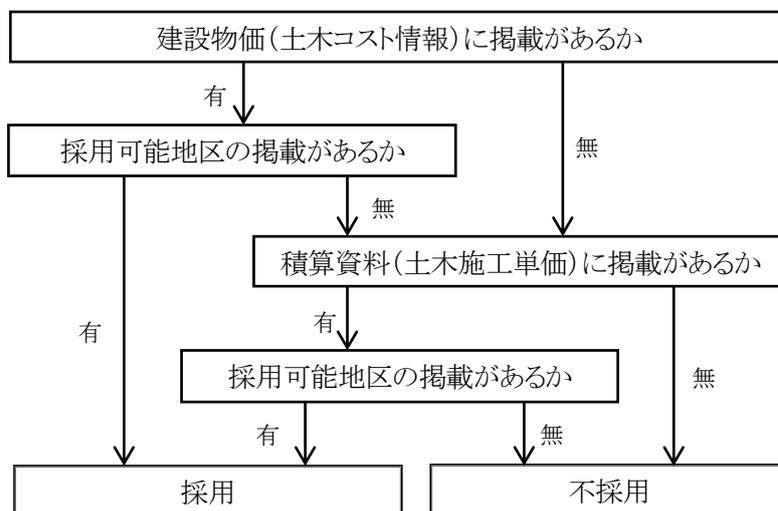 建設物価(土木コスト情報)に掲載があるか
有
採用可能地区の掲載があるか
無
無
積算資料(土木施工単価)に掲載があるか
有
有
採用可能地区の掲載があるか
無
有
無
採用
不採用